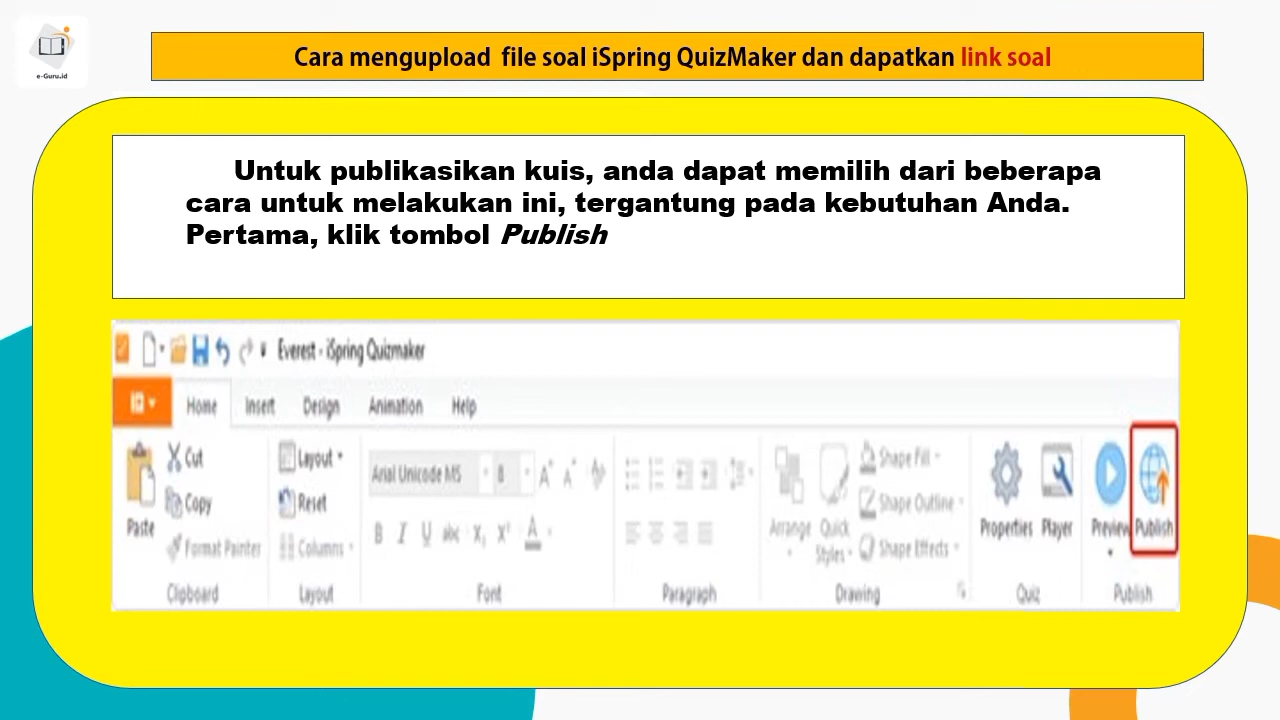 e-Guru.id
Cara mengupload file soal iSpring QuizMaker dan dapatkan link soal
Untuk publikasikan kuis, anda dapat memilih dari beberapa
cara untuk melakukan ini, tergantung pada kebutuhan Anda.
Pertama, klik tombol Publish
Everest - iSpring Quizmaker
Home Insert Design Animation Help
Paste
Cut
Copy
Format Painter
Clipboard
Layout
Reset
Columns
Layout
Arial Unicode MS 8
B I U abc X, X' A
Font
Paragraph
Arrange
Quick
Styles
Shape Fill
Shape Outline
Shape Effects
Drawing
Properties
Player
Quiz
Preview
Publish
Publish